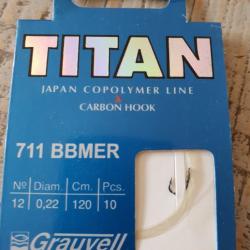 TITAN
JAPAN COPOLYMER LINE
&
CARBON HOOK
711 BBMER
Nº Diam. Cm. Pcs.
12 0,22 120 10
Grauvell